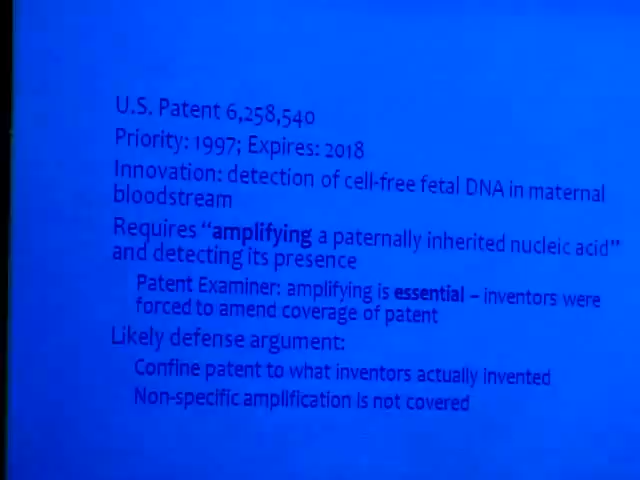 U.S. Patent 6,258,540
Priority: 1997; Expires: 2018
Innovation: detection of cell-free fetal DNA in maternal
bloodstream
Requires “amplifying a paternally inherited nucleic acid”
and detecting its presence
Patent Examiner: amplifying is essential – inventors were
forced to amend coverage of patent
Likely defense argument:
Confine patent to what inventors actually invented
Non-specific amplification is not covered